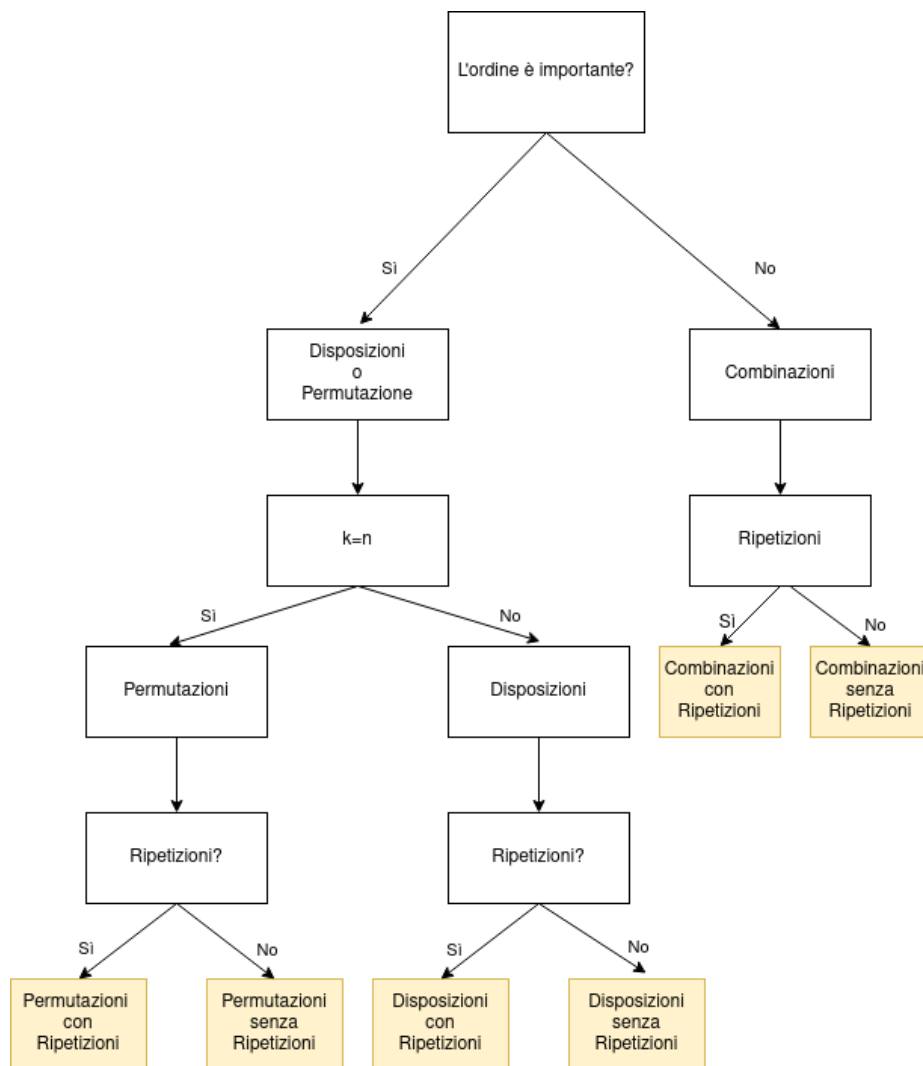 L'ordine è importante?
Sì
No
Disposizioni
o
Permutazione
Combinazioni
k=n
Ripetizioni
Sì
No
Sì
No
Permutazioni
Disposizioni
Combinazioni
con
Ripetizioni
Combinazioni
senza
Ripetizioni
Ripetizioni?
Ripetizioni?
Sì
No
Sì
No
Permutazioni
con
Ripetizioni
Permutazioni
senza
Ripetizioni
Disposizioni
con
Ripetizioni
Disposizioni
senza
Ripetizioni